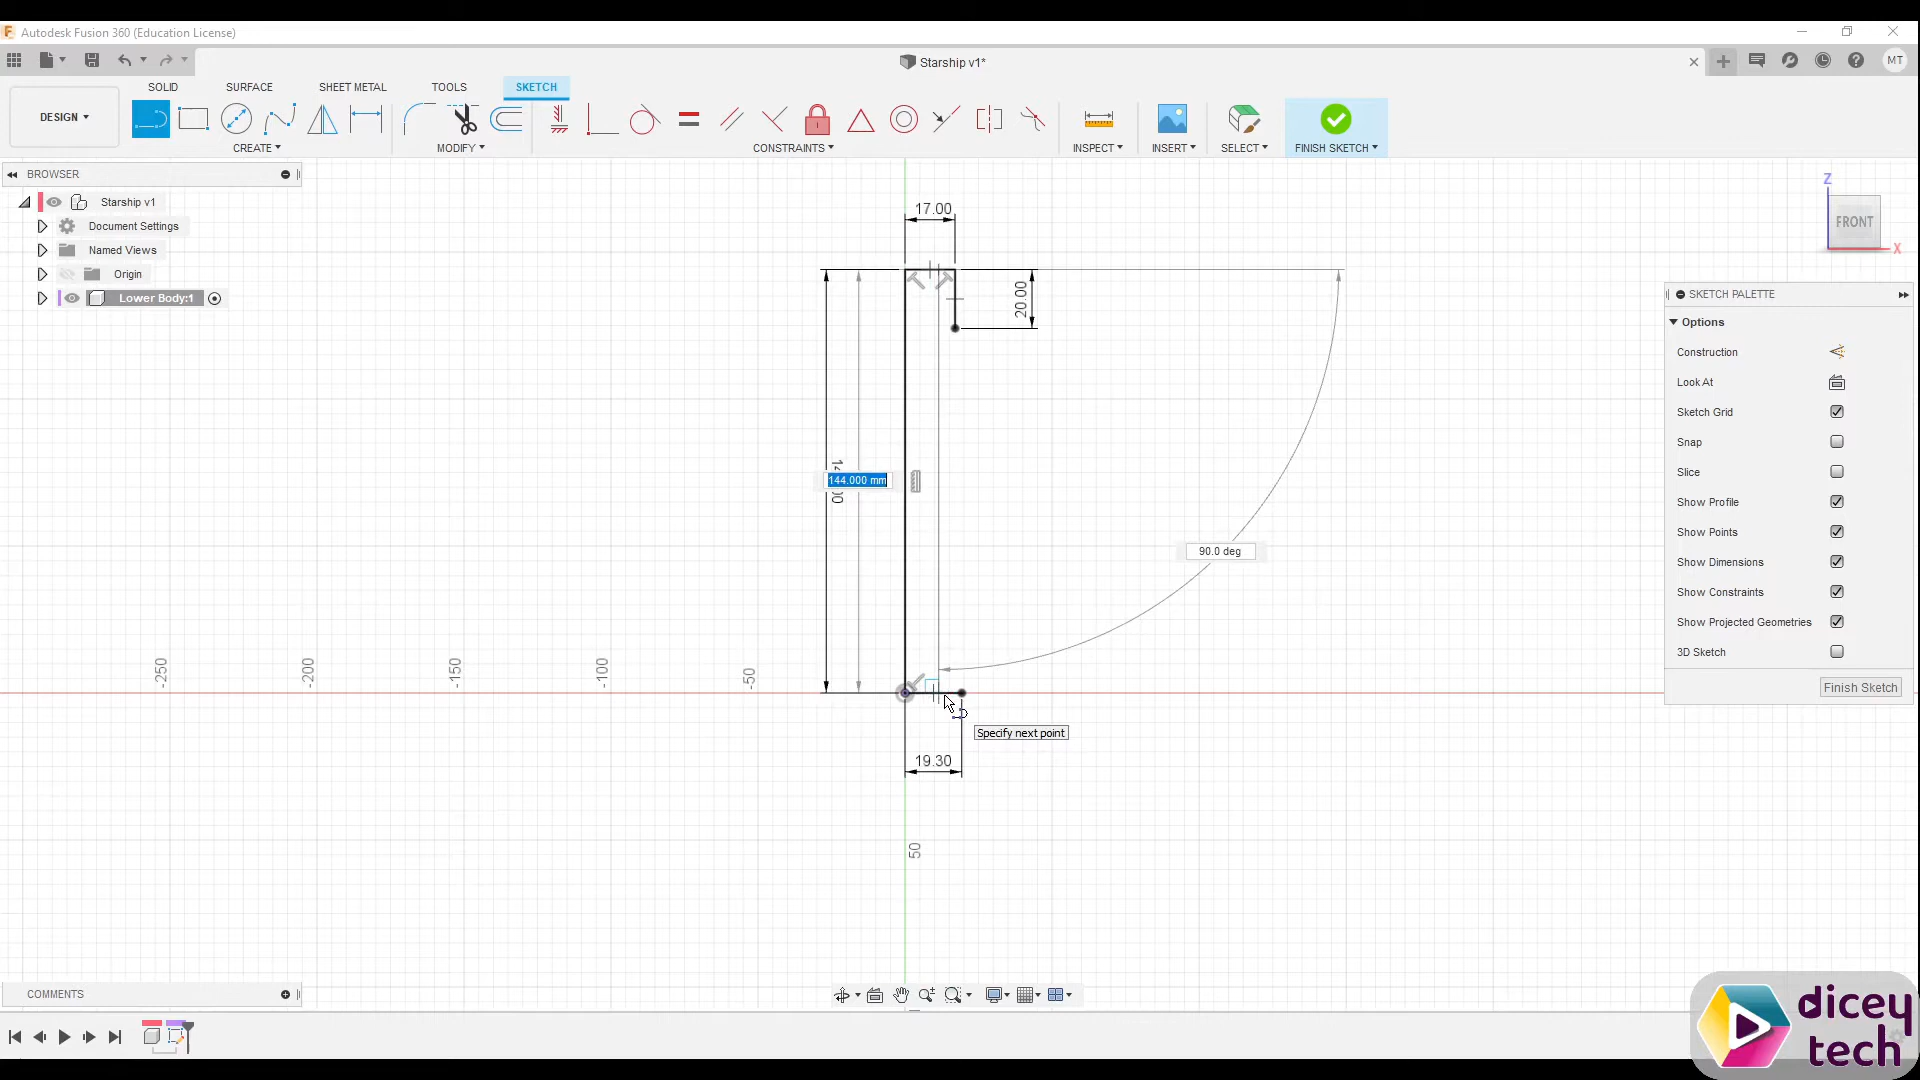 Autodesk Fusion 360 (Education License)
Starship v1*
MT
SOLID SURFACE SHEET METAL TOOLS SKETCH
DESIGN
CREATE MODIFY CONSTRAINTS INSPECT INSERT SELECT FINISH SKETCH
BROWSER
Starship v1
Document Settings
Named Views
Origin
Lower Body:1
Z
FRONT
X
17.00
20.00
144.000 mm
90.0 deg
-250
-200
-150
-100
-50
Specify next point
19.30
50
SKETCH PALETTE
Options
Construction
Look At
Sketch Grid
Snap
Slice
Show Profile
Show Points
Show Dimensions
Show Constraints
Show Projected Geometries
3D Sketch
Finish Sketch
COMMENTS
dicey
tech